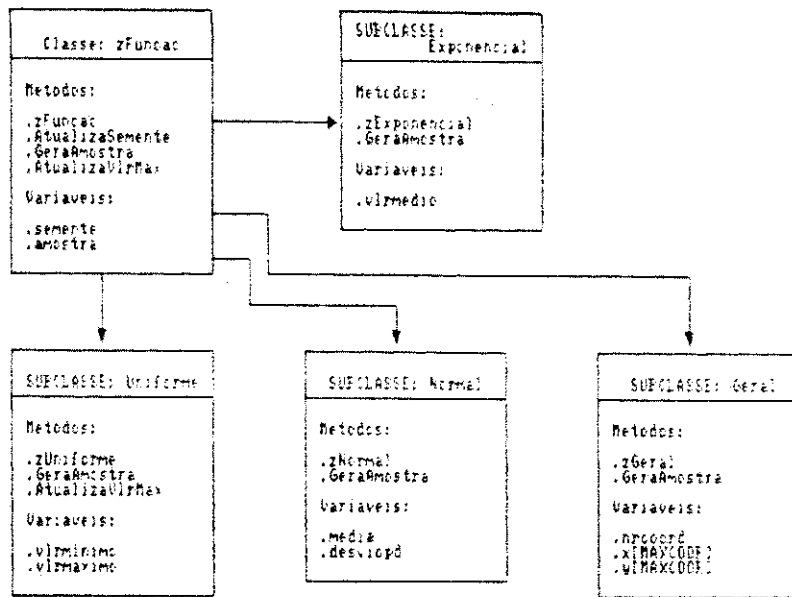 Classe: zFuncao
Metodos:
.zFuncao
.AtualizaSemente
.GeraAmostra
.AtualizaVlrMax
Variaveis:
.semente
.amostra
SUBCLASSE:
Exponencial
Metodos:
.zExponencial
.GeraAmostra
Variaveis:
.vlrmedio
SUBCLASSE: Uniforme
Metodos:
.zUniforme
.GeraAmostra
.AtualizaVlrMax
Variaveis:
.vlrminimo
.vlrmaximo
SUBCLASSE: Normal
Metodos:
.zNormal
.GeraAmostra
Variaveis:
.media
.desviopd
SUBCLASSE: Geral
Metodos:
.zGeral
.GeraAmostra
Variaveis:
.nrcoord
.x[MAXCODE]
.y[MAXCODE]